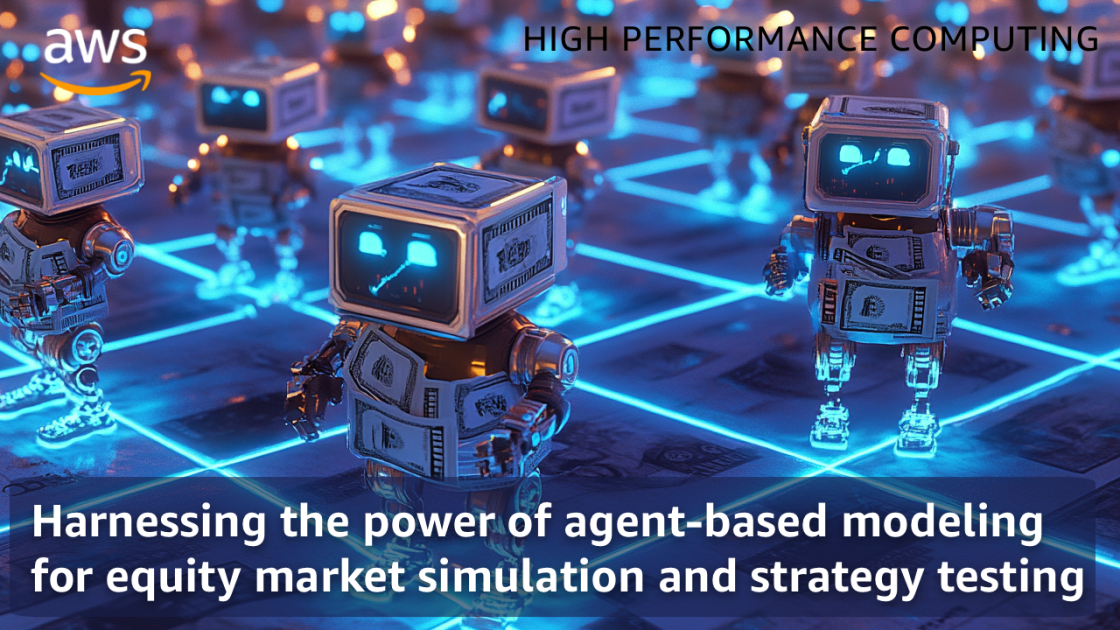 aws
HIGH PERFORMANCE COMPUTING
Harnessing the power of agent-based modeling
for equity market simulation and strategy testing